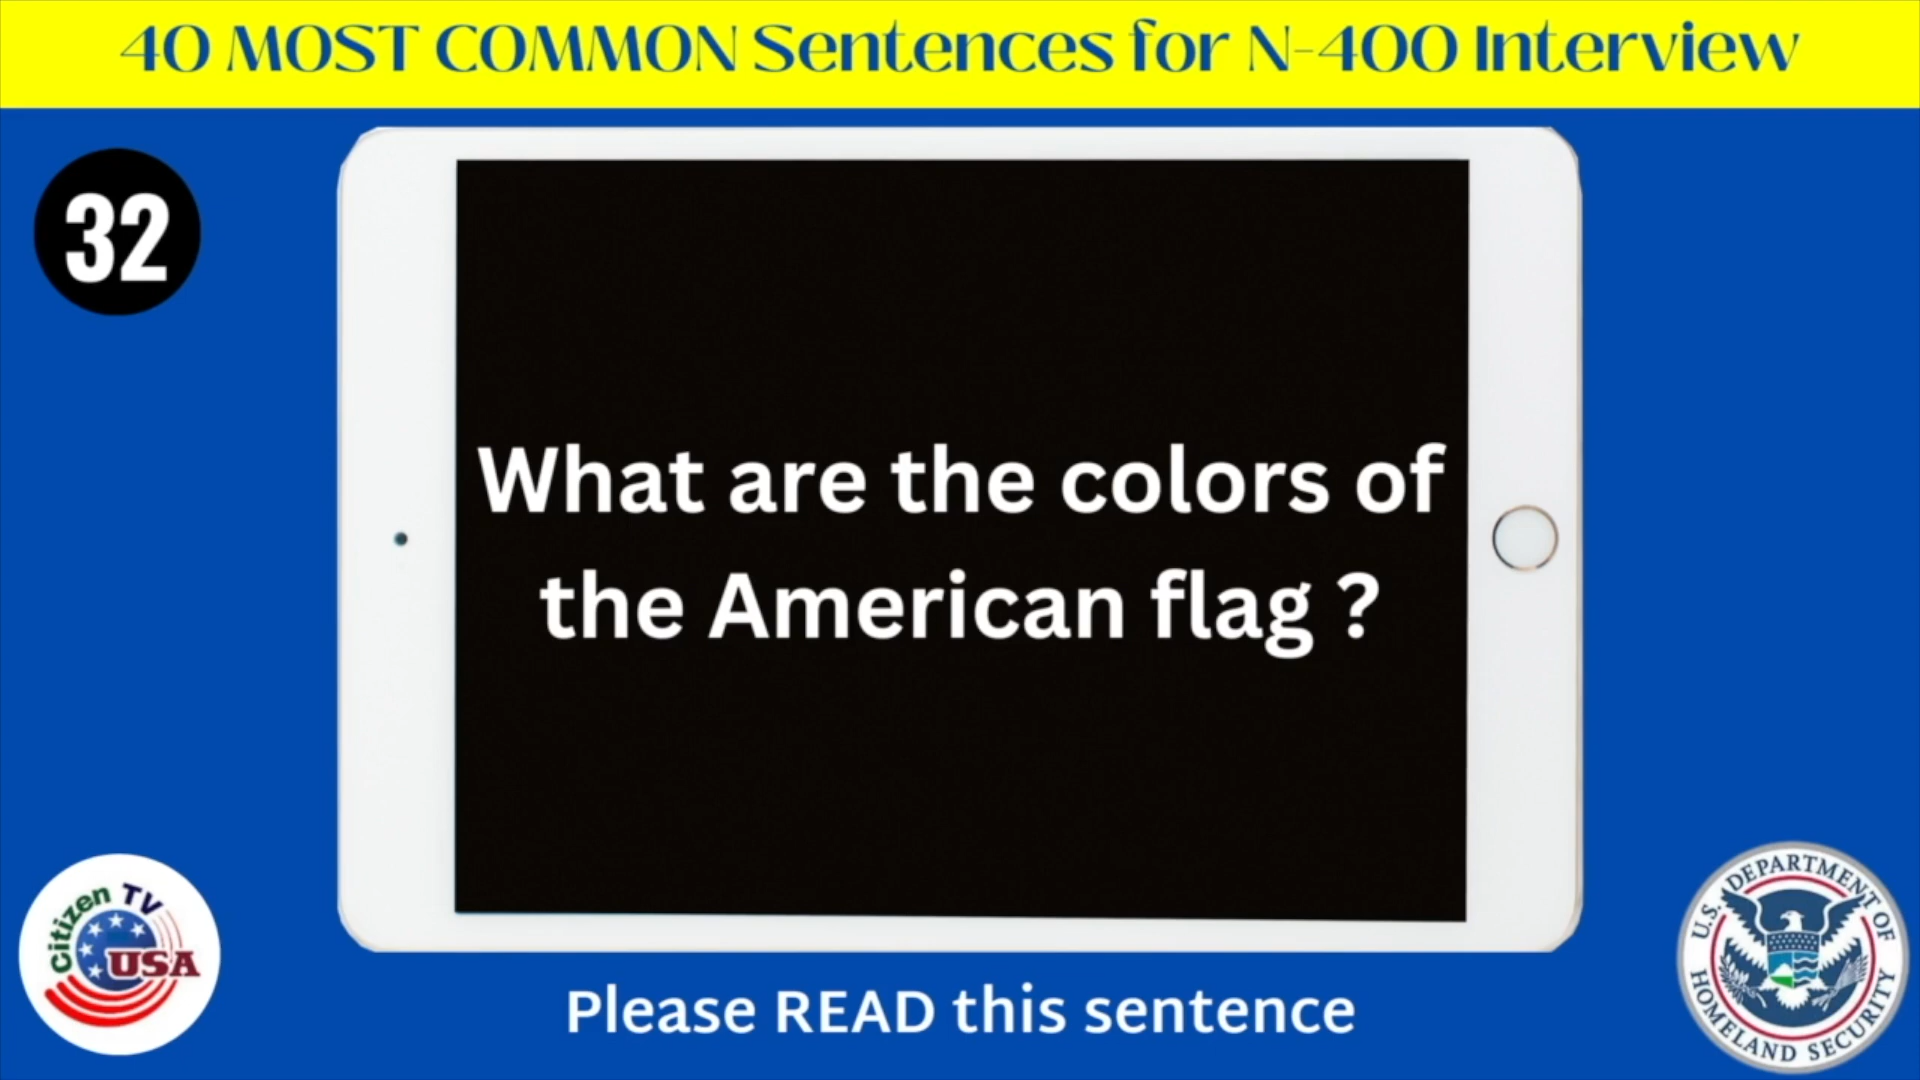 40 MOST COMMON Sentences for N-400 Interview
32
What are the colors of
the American flag ?
Please READ this sentence
Citizen TV
USA
U.S. DEPARTMENT OF
HOMELAND SECURITY